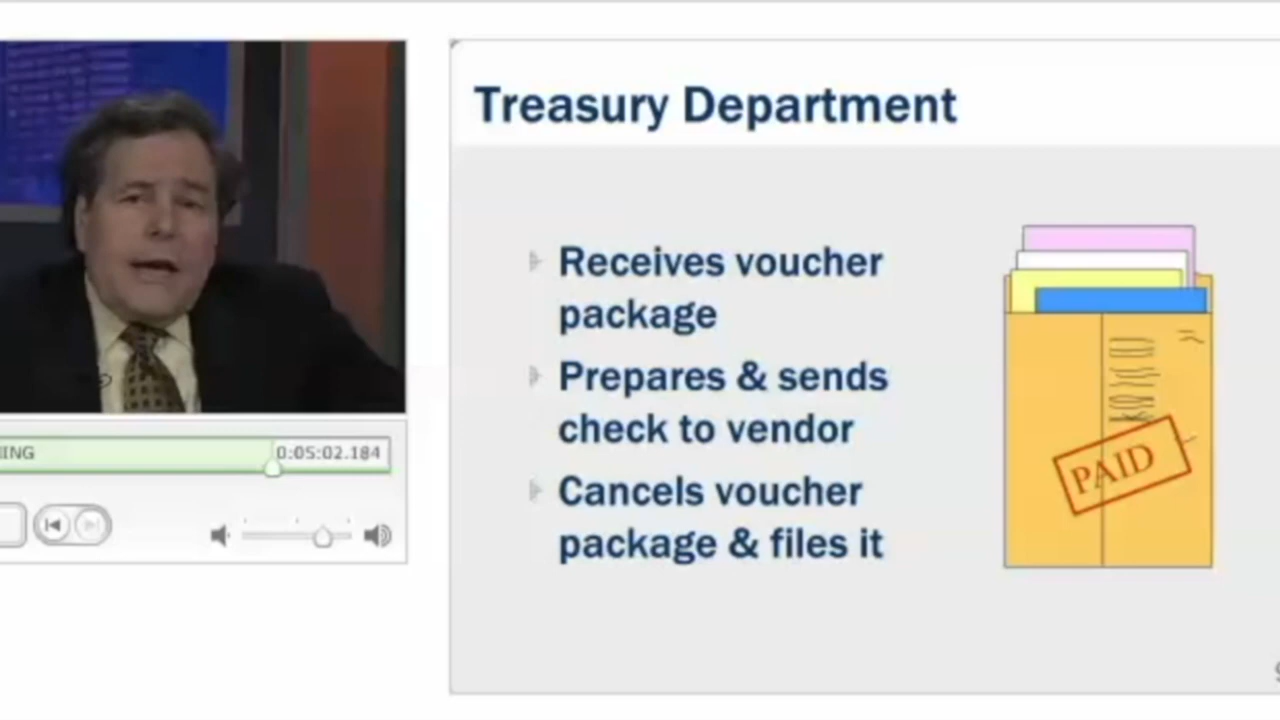 Treasury Department
Receives voucher
package
Prepares & sends
check to vendor
Cancels voucher
package & files it
PAID
ING
0:05:02.184